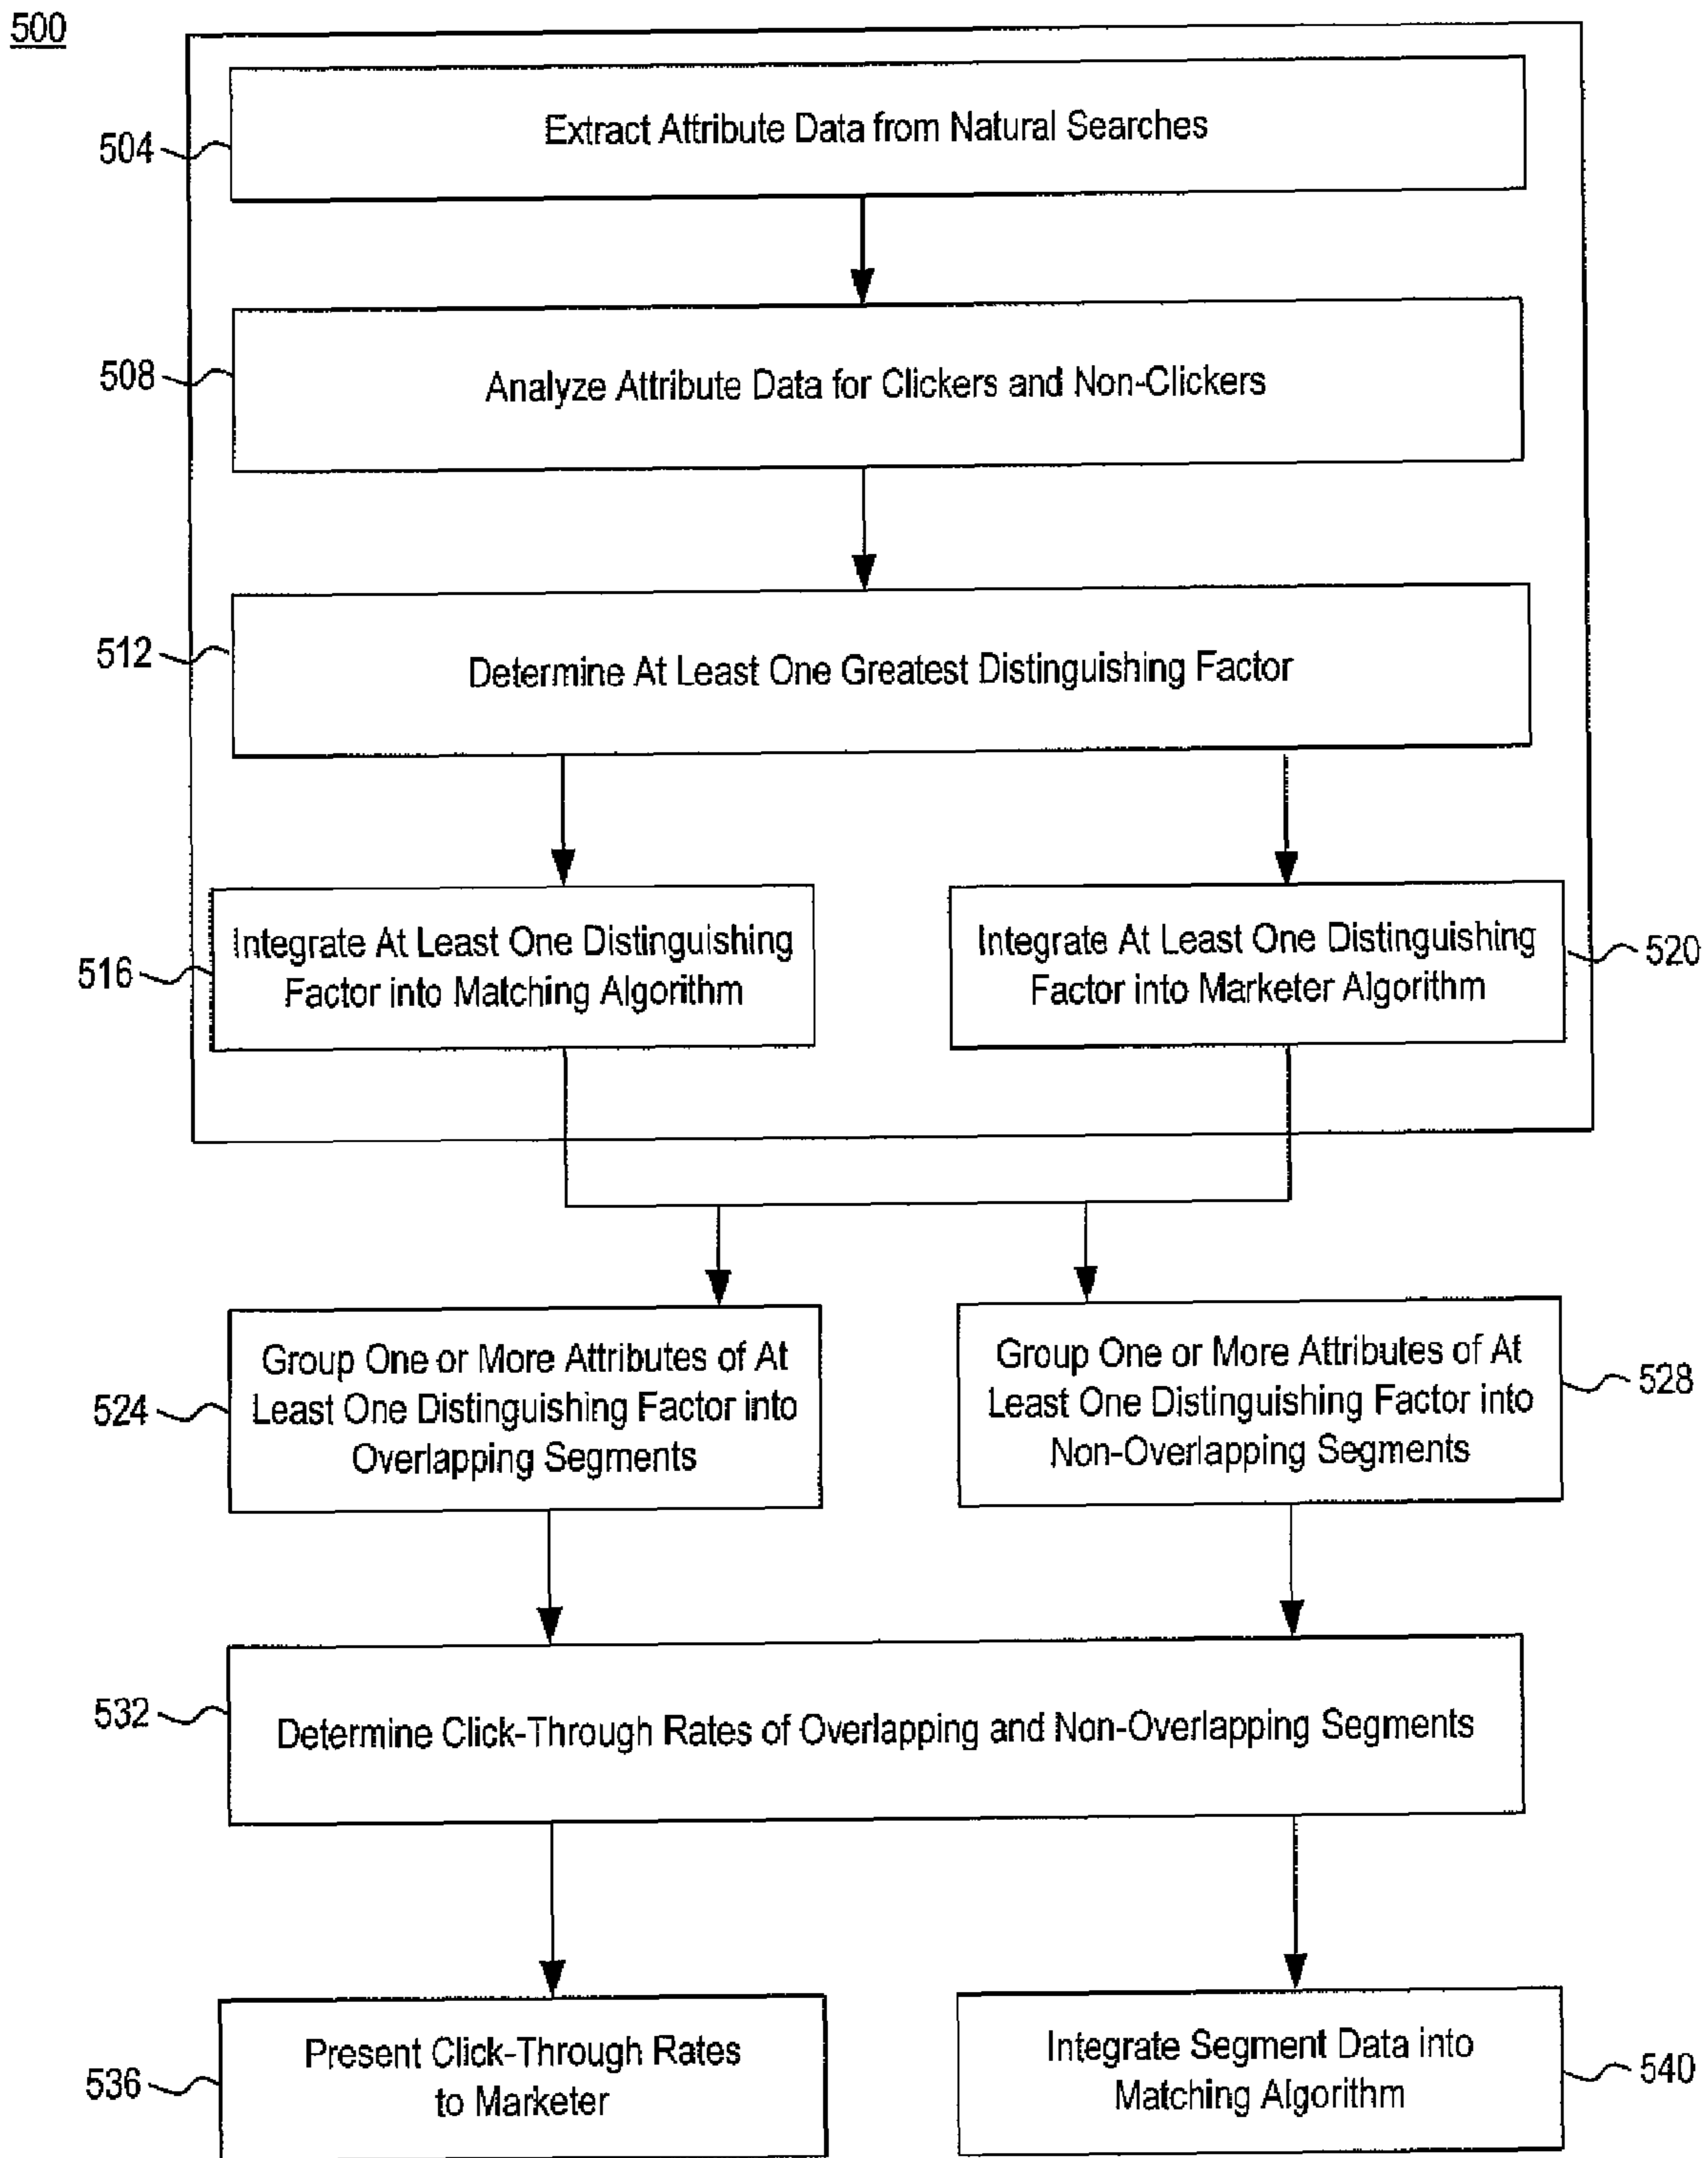 500
504
Extract Attribute Data from Natural Searches
508
Analyze Attribute Data for Clickers and Non-Clickers
512
Determine At Least One Greatest Distinguishing Factor
516
Integrate At Least One Distinguishing
Factor into Matching Algorithm
Integrate At Least One Distinguishing
Factor into Marketer Algorithm
520
524
Group One or More Attributes of At
Least One Distinguishing Factor into
Overlapping Segments
Group One or More Attributes of At
Least One Distinguishing Factor into
Non-Overlapping Segments
528
532
Determine Click-Through Rates of Overlapping and Non-Overlapping Segments
536
Present Click-Through Rates
to Marketer
Integrate Segment Data into
Matching Algorithm
540